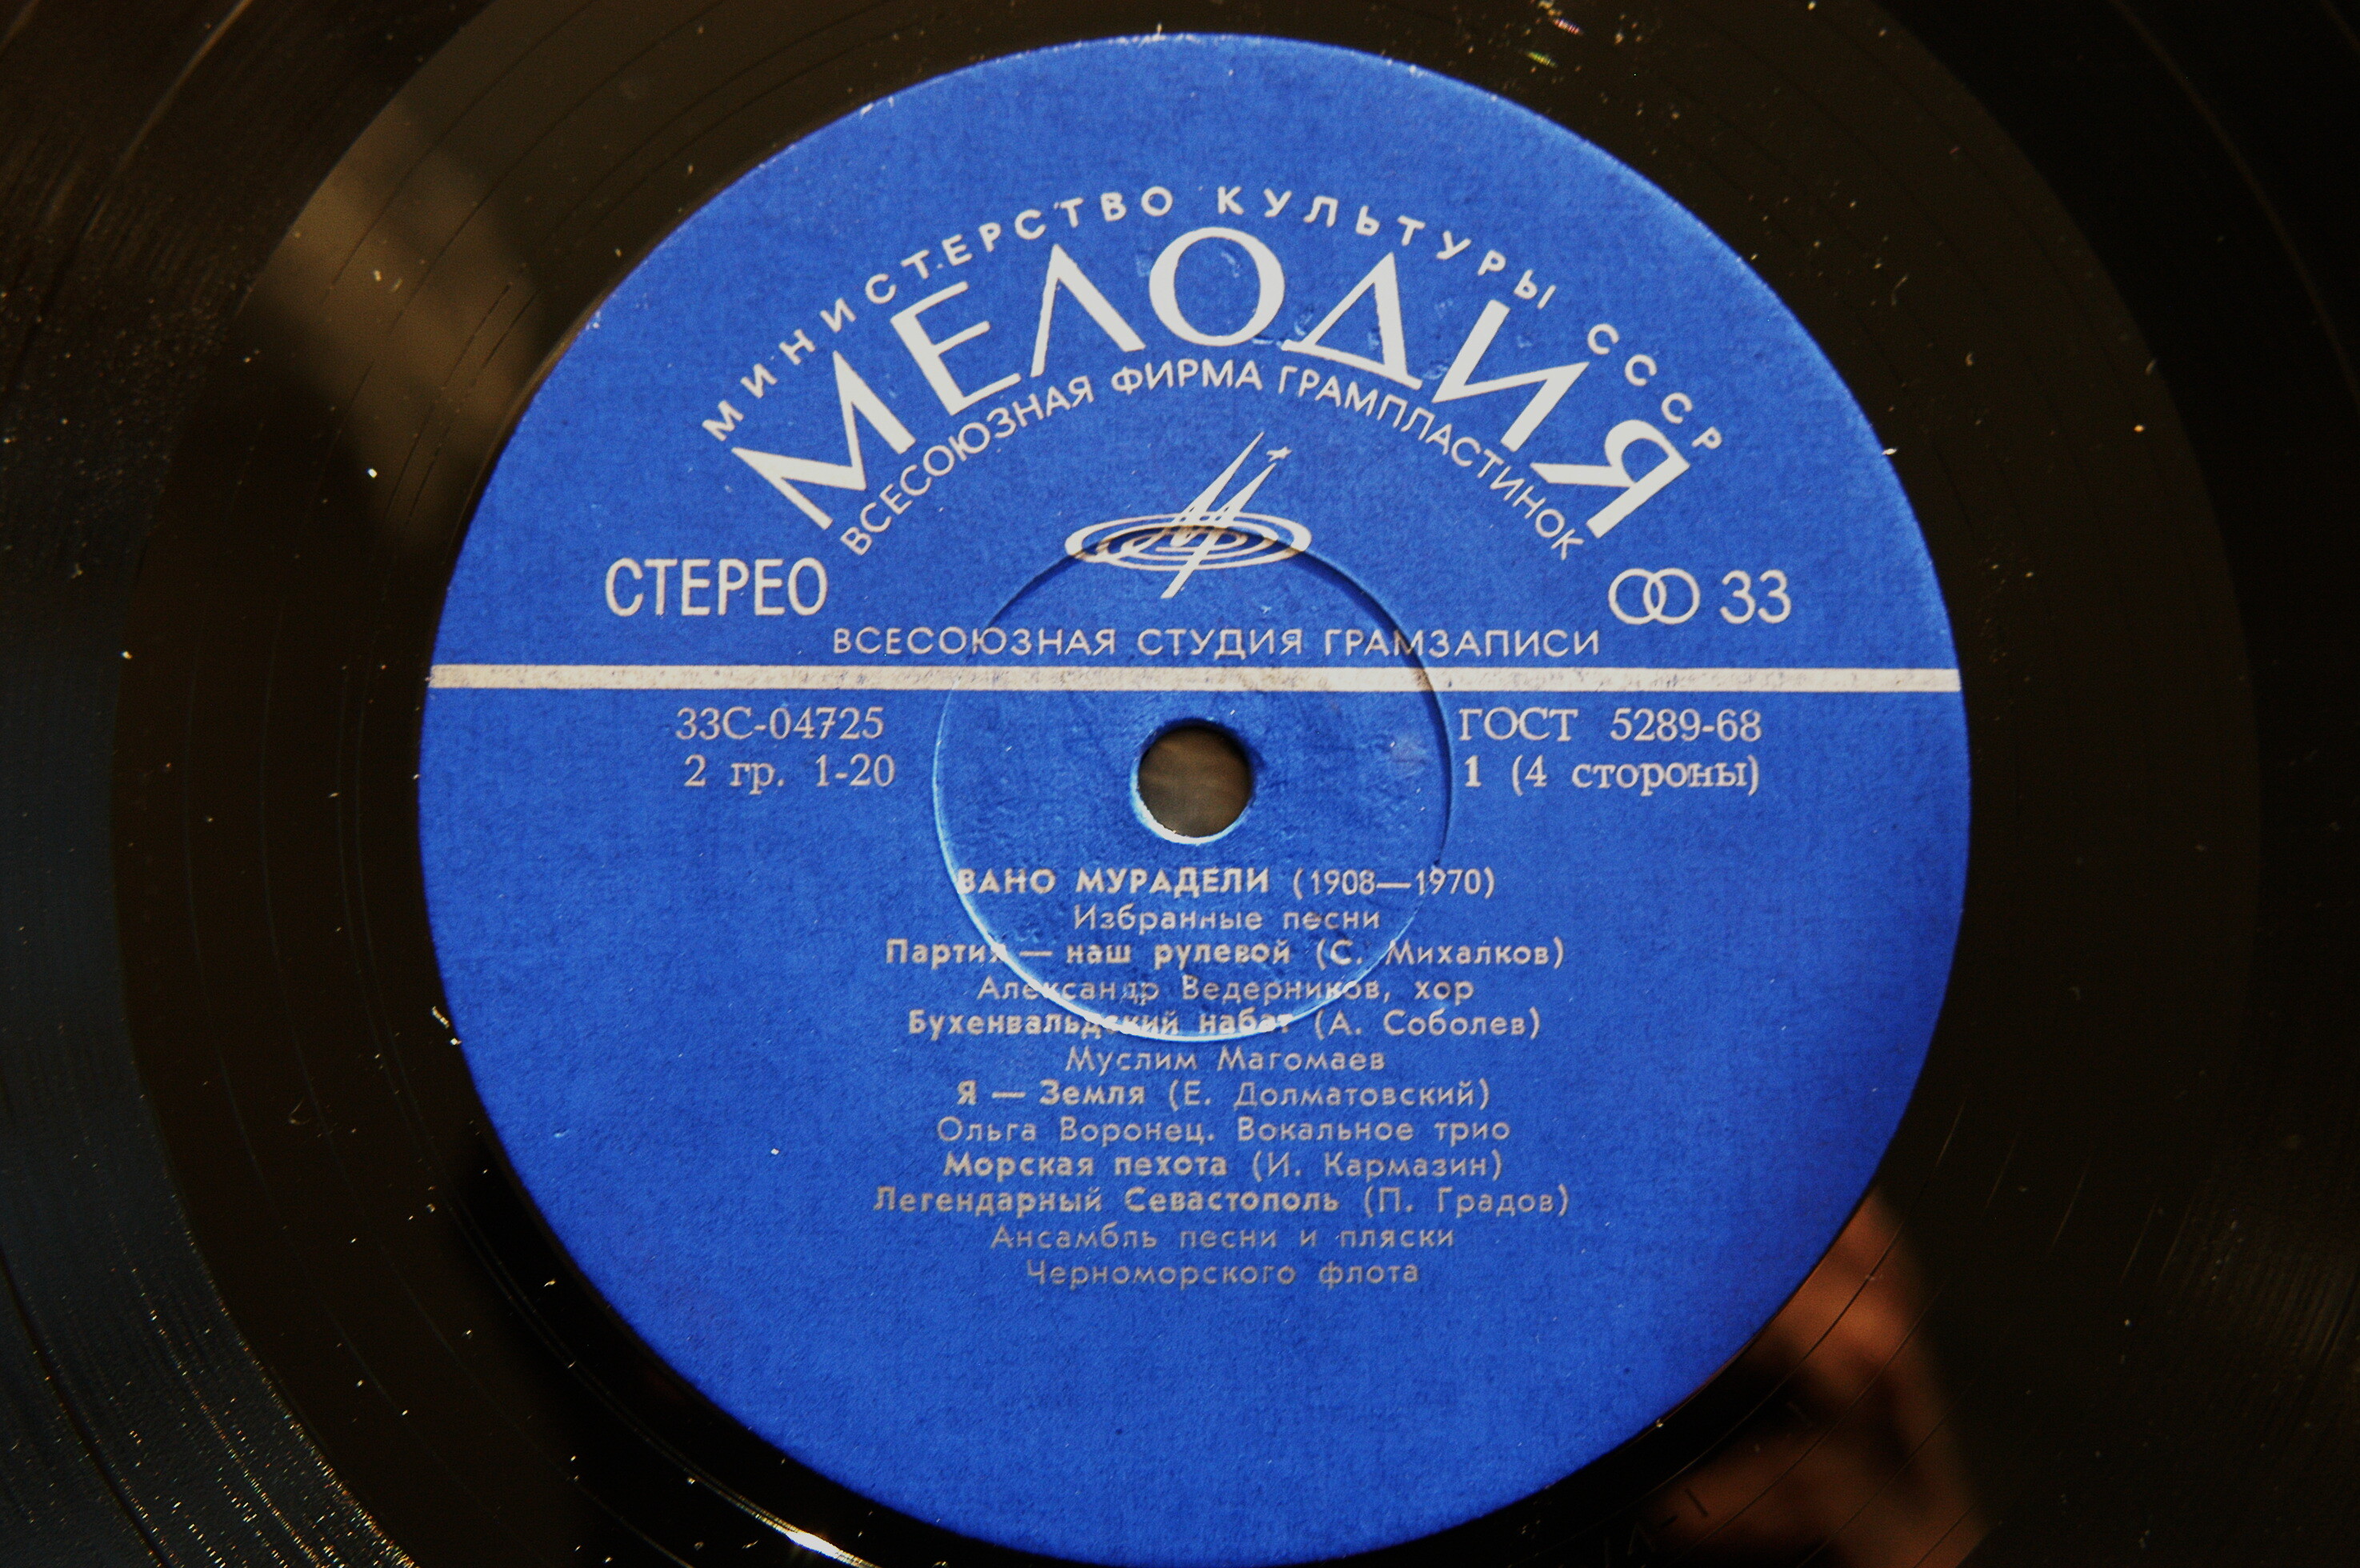 МИНИСТЕРСТВО КУЛЬТУРЫ СССР
МЕЛОДИЯ
ВСЕСОЮЗНАЯ ФИРМА ГРАМПЛАСТИНОК
СТЕРЕО
33
ВСЕСОЮЗНАЯ СТУДИЯ ГРАМЗАПИСИ
33С-04725
ГОСТ 5289-68
2 гр. 1-20
1 (4 стороны)
ВАНО МУРАДЕЛИ (1908—1970)
Избранные песни
Партия — наш рулевой (С. Михалков)
Александр Ведерников, хор
Бухенвальдский набат (А. Соболев)
Муслим Магомаев
Я — Земля (Е. Долматовский)
Ольга Воронец. Вокальное трио
Морская пехота (И. Кармазин)
Легендарный Севастополь (П. Градов)
Ансамбль песни и пляски
Черноморского флота